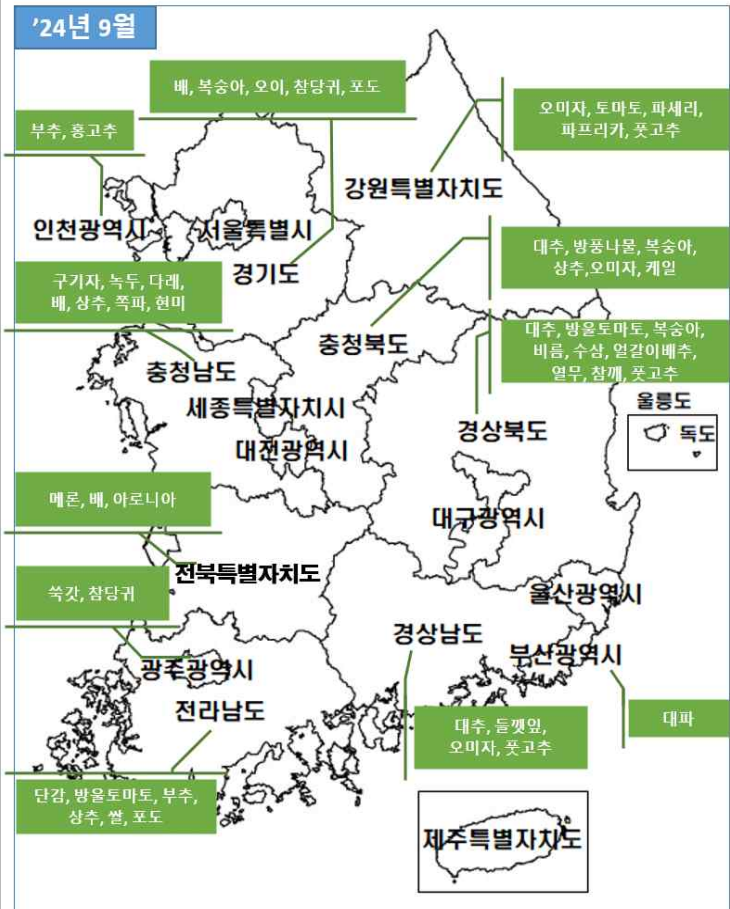 ’24년 9월
배, 복숭아, 오이, 참당귀, 포도
부추, 홍고추
오미자, 토마토, 파세리,
파프리카, 풋고추
강원특별자치도
인천광역시
서울특별시
경기도
대추, 방풍나물, 복숭아,
상추,오미자, 케일
구기자, 녹두, 다래,
배, 상추, 쪽파, 현미
충청북도
대추, 방울토마토, 복숭아,
비름, 수삼, 얼갈이배추,
열무, 참깨, 풋고추
충청남도
세종특별자치시
대전광역시
경상북도
울릉도
독도
메론, 배, 아로니아
대구광역시
전북특별자치도
쑥갓, 참당귀
울산광역시
경상남도
부산광역시
광주광역시
전라남도
대추, 들깻잎,
오미자, 풋고추
대파
단감, 방울토마토, 부추,
상추, 쌀, 포도
제주특별자치도